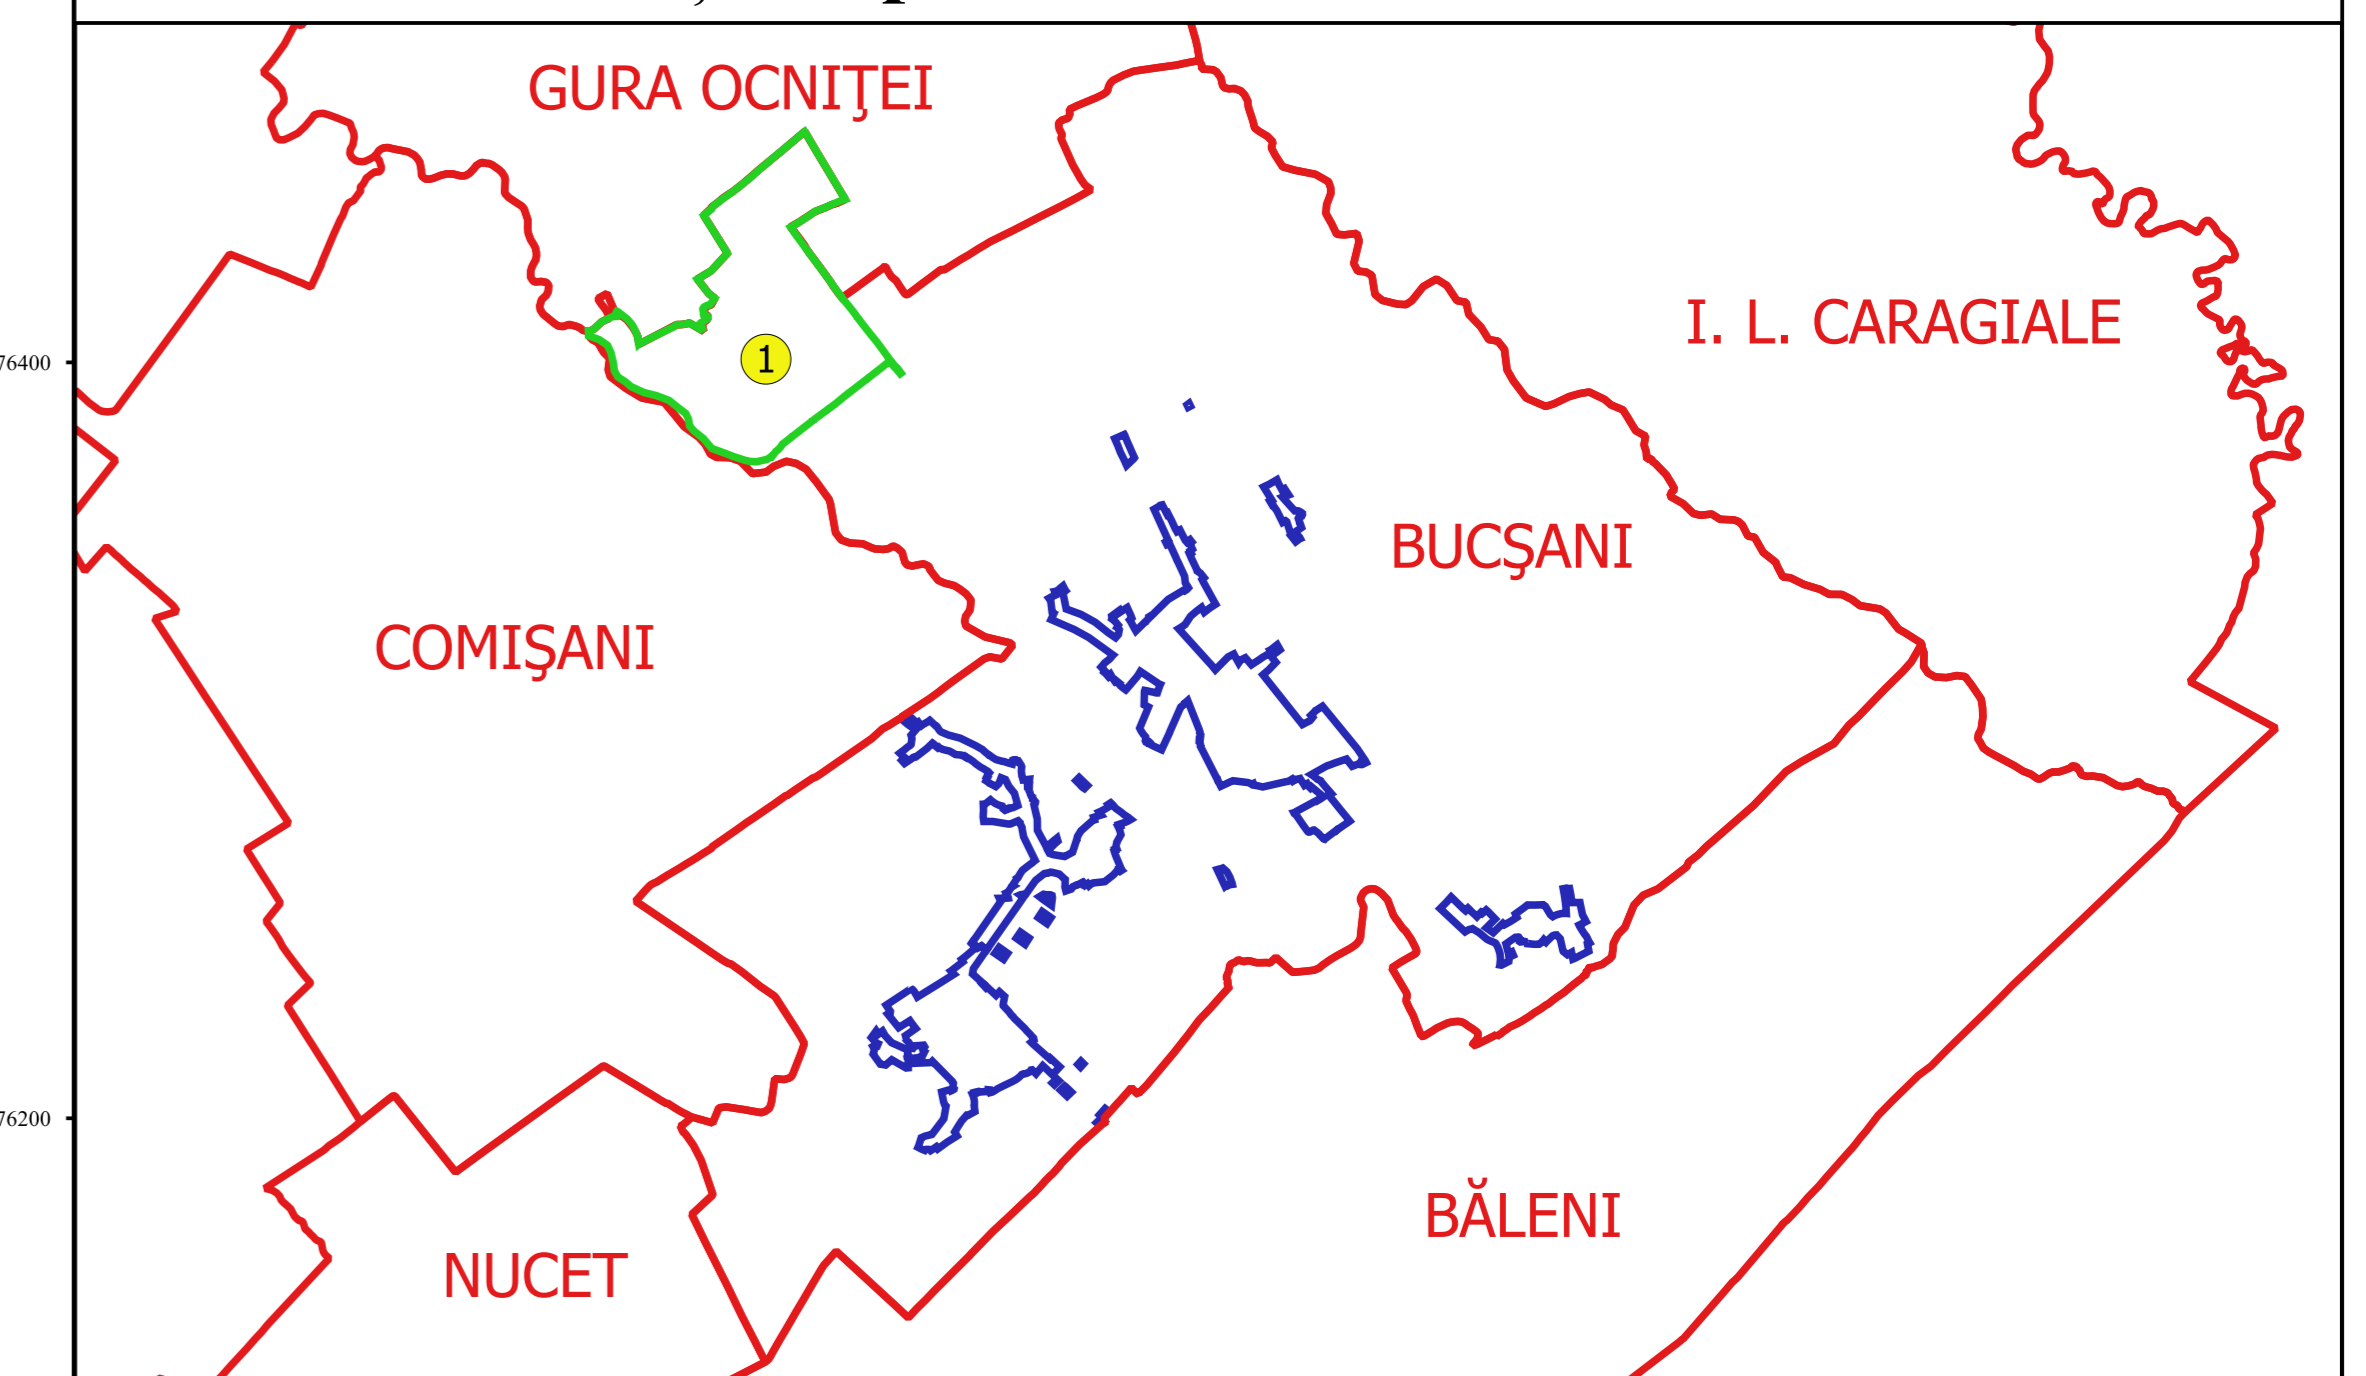 GURA OCNIŢEI
I. L. CARAGIALE
76400
1
BUCŞANI
COMIŞANI
76200
BĂLENI
NUCET